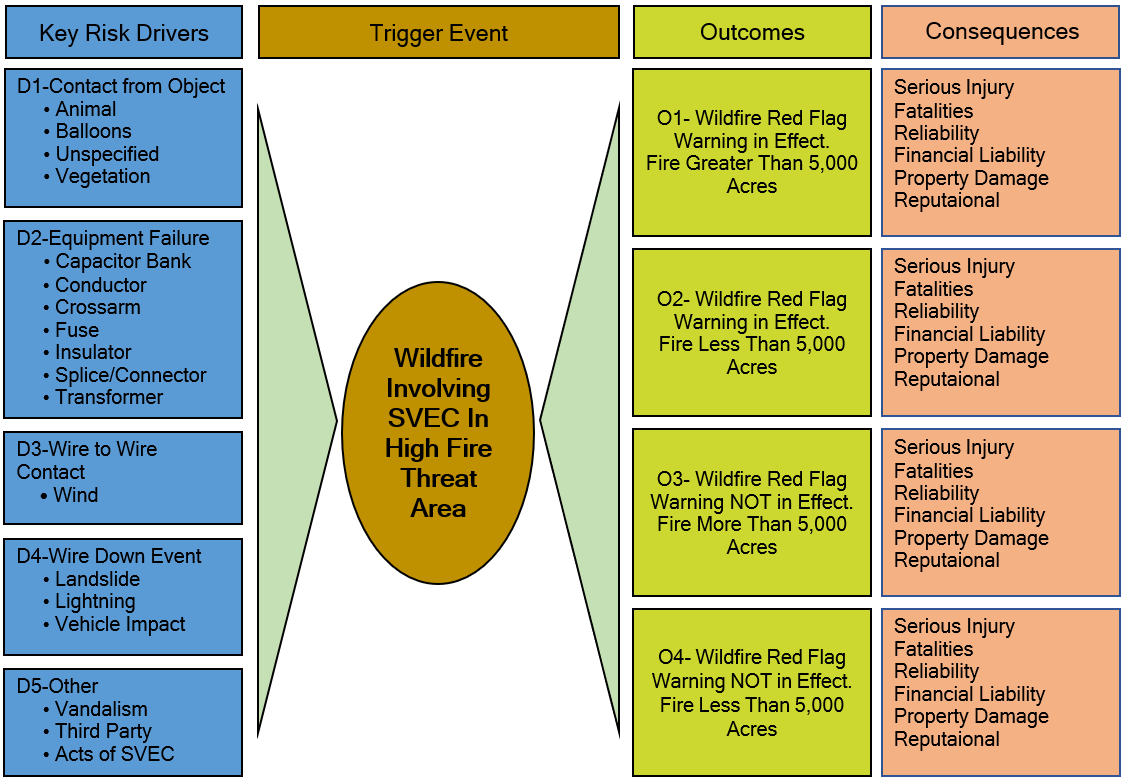 Key Risk Drivers
D1-Contact from Object
• Animal
• Balloons
• Unspecified
• Vegetation
D2-Equipment Failure
• Capacitor Bank
• Conductor
• Crossarm
• Fuse
• Insulator
• Splice/Connector
• Transformer
D3-Wire to Wire
Contact
• Wind
D4-Wire Down Event
• Landslide
• Lightning
• Vehicle Impact
D5-Other
• Vandalism
• Third Party
• Acts of SVEC
Trigger Event
Wildfire
Involving
SVEC In
High Fire
Threat
Area
Outcomes
O1- Wildfire Red Flag
Warning in Effect.
Fire Greater Than 5,000
Acres
O2- Wildfire Red Flag
Warning in Effect.
Fire Less Than 5,000
Acres
O3- Wildfire Red Flag
Warning NOT in Effect.
Fire More Than 5,000
Acres
O4- Wildfire Red Flag
Warning NOT in Effect.
Fire Less Than 5,000
Acres
Consequences
Serious Injury
Fatalities
Reliability
Financial Liability
Property Damage
Reputaional
Serious Injury
Fatalities
Reliability
Financial Liability
Property Damage
Reputaional
Serious Injury
Fatalities
Reliability
Financial Liability
Property Damage
Reputaional
Serious Injury
Fatalities
Reliability
Financial Liability
Property Damage
Reputaional